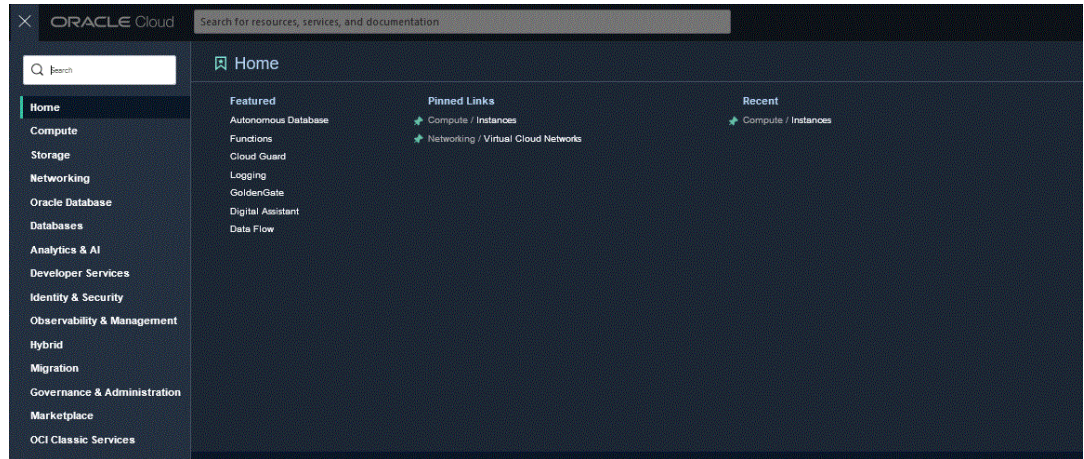 ORACLE Cloud
Search for resources, services, and documentation
Search
Home
Compute
Storage
Networking
Oracle Database
Databases
Analytics & AI
Developer Services
Identity & Security
Observability & Management
Hybrid
Migration
Governance & Administration
Marketplace
OCI Classic Services
Home
Featured
Autonomous Database
Functions
Cloud Guard
Logging
GoldenGate
Digital Assistant
Data Flow
Pinned Links
Compute / Instances
Networking / Virtual Cloud Networks
Recent
Compute / Instances